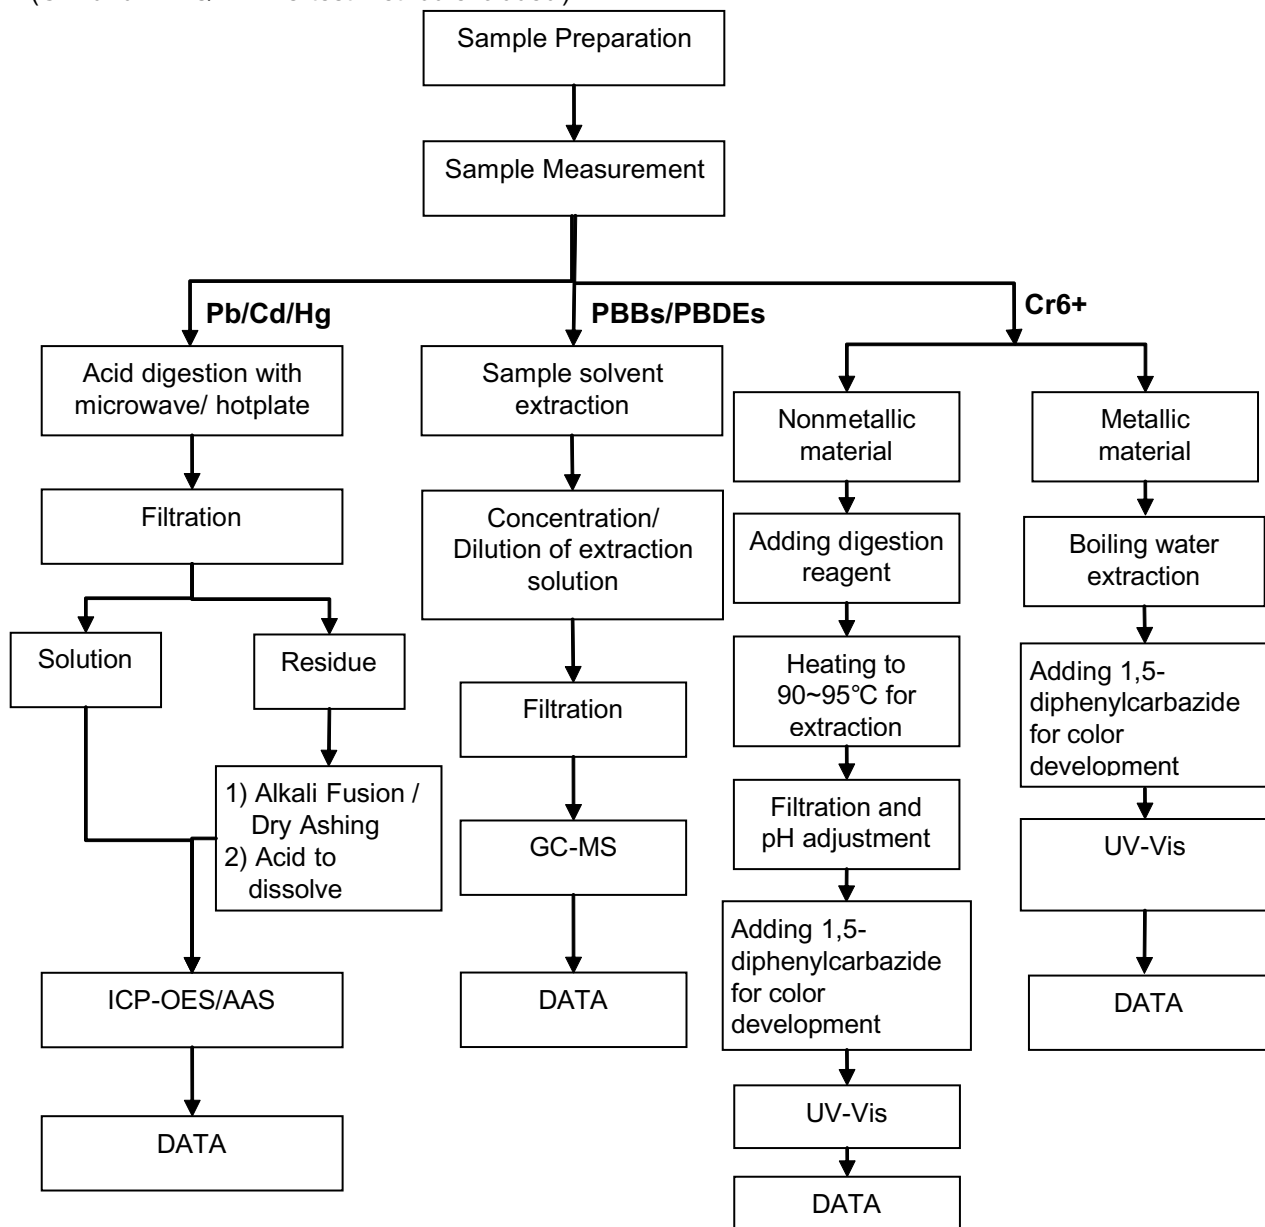 Sample Preparation
Sample Measurement
Pb/Cd/Hg
PBBs/PBDEs
Cr6+
Acid digestion with
microwave/ hotplate
Filtration
Solution
Residue
1) Alkali Fusion /
Dry Ashing
2) Acid to
dissolve
ICP-OES/AAS
DATA
Sample solvent
extraction
Concentration/
Dilution of extraction
solution
Filtration
GC-MS
DATA
Nonmetallic
material
Adding digestion
reagent
Heating to
90~95℃ for
extraction
Filtration and
pH adjustment
Adding 1,5-
diphenylcarbazide
for color
development
UV-Vis
DATA
Metallic
material
Boiling water
extraction
Adding 1,5-
diphenylcarbazide
for color
development
UV-Vis
DATA